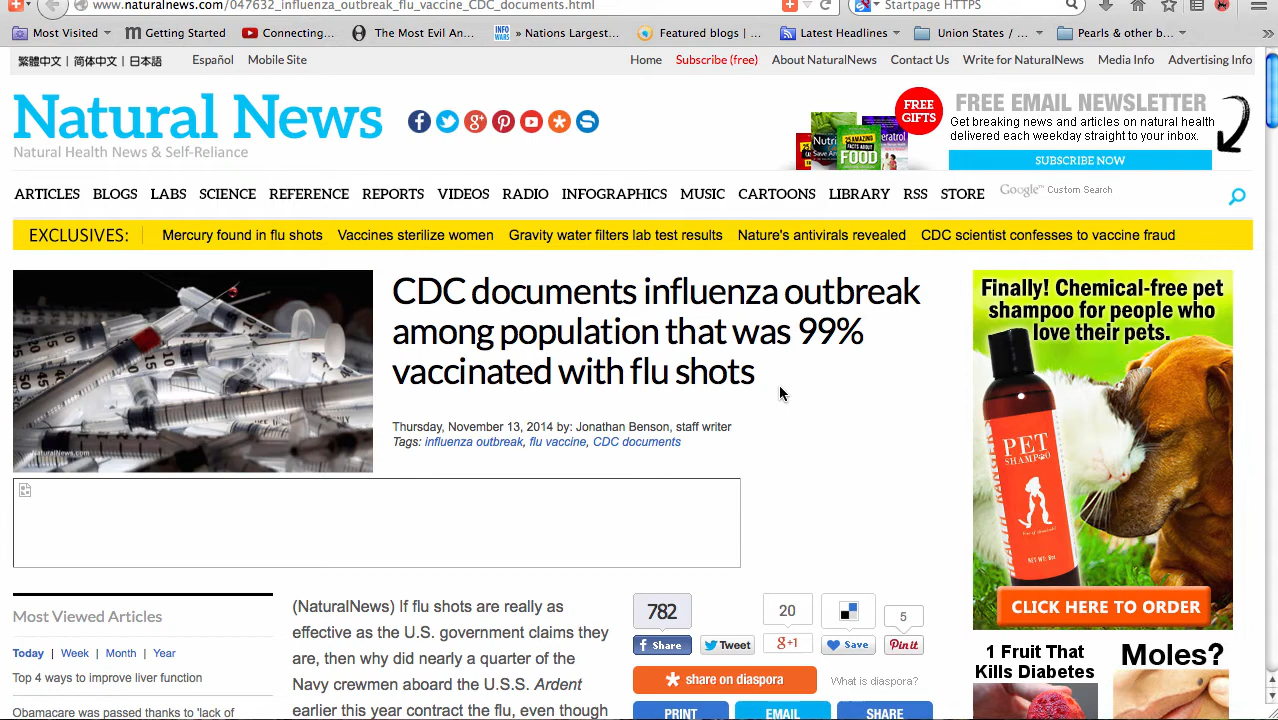 www.naturalnews.com/047632_influenza_outbreak_flu_vaccine_CDC_documents.html
Startpage HTTPS
Most Visited
Getting Started
Connecting...
The Most Evil An...
INFO WARS
» Nations Largest...
Featured blogs | ...
Latest Headlines
Union States / ...
Pearls & other b...
繁體中文 | 简体中文 | 日本語
Español
Mobile Site
Home
Subscribe (free)
About NaturalNews
Contact Us
Write for NaturalNews
Media Info
Advertising Info
Natural News
Natural Health News & Self-Reliance
FREE GIFTS
FOOD
FREE EMAIL NEWSLETTER
Get breaking news and articles on natural health
delivered each weekday straight to your inbox.
SUBSCRIBE NOW
ARTICLES BLOGS LABS SCIENCE REFERENCE REPORTS VIDEOS RADIO INFOGRAPHICS MUSIC CARTOONS LIBRARY RSS STORE
Google™ Custom Search
EXCLUSIVES: Mercury found in flu shots Vaccines sterilize women Gravity water filters lab test results Nature's antivirals revealed CDC scientist confesses to vaccine fraud
CDC documents influenza outbreak
among population that was 99%
vaccinated with flu shots
Thursday, November 13, 2014 by: Jonathan Benson, staff writer
Tags: influenza outbreak, flu vaccine, CDC documents
NaturalNews.com
Finally! Chemical-free pet
shampoo for people who
love their pets.
PET
SHAMPOO
CLICK HERE TO ORDER
Most Viewed Articles
Today | Week | Month | Year
Top 4 ways to improve liver function
Obamacare was passed thanks to 'lack of
(NaturalNews) If flu shots are really as
effective as the U.S. government claims they
are, then why did nearly a quarter of the
Navy crewmen aboard the U.S.S. Ardent
earlier this year contract the flu, even though
782
20
5
Share
Tweet
g+1
Save
Pin it
share on diaspora
What is diaspora?
PRINT
EMAIL
SHARE
1 Fruit That
Kills Diabetes
Moles?